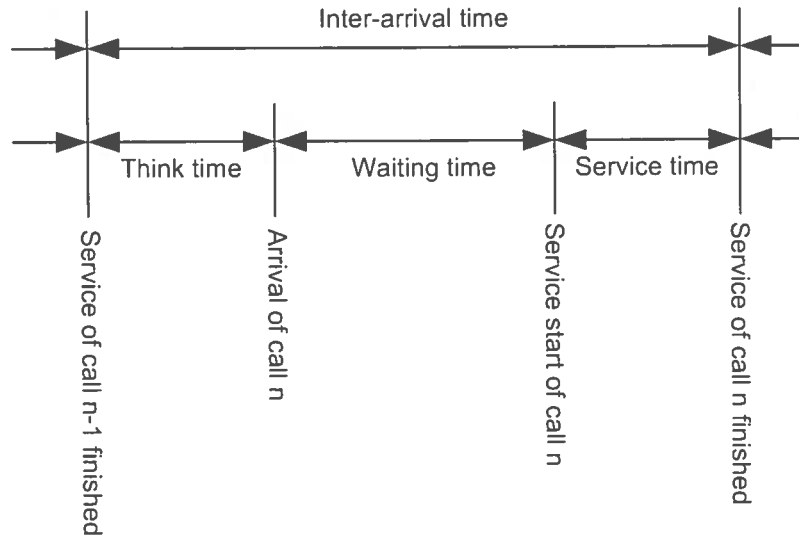 Inter-arrival time
Think time
Waiting time
Service time
Service of call n-1 finished
Arrival of call n
Service start of call n
Service of call n finished